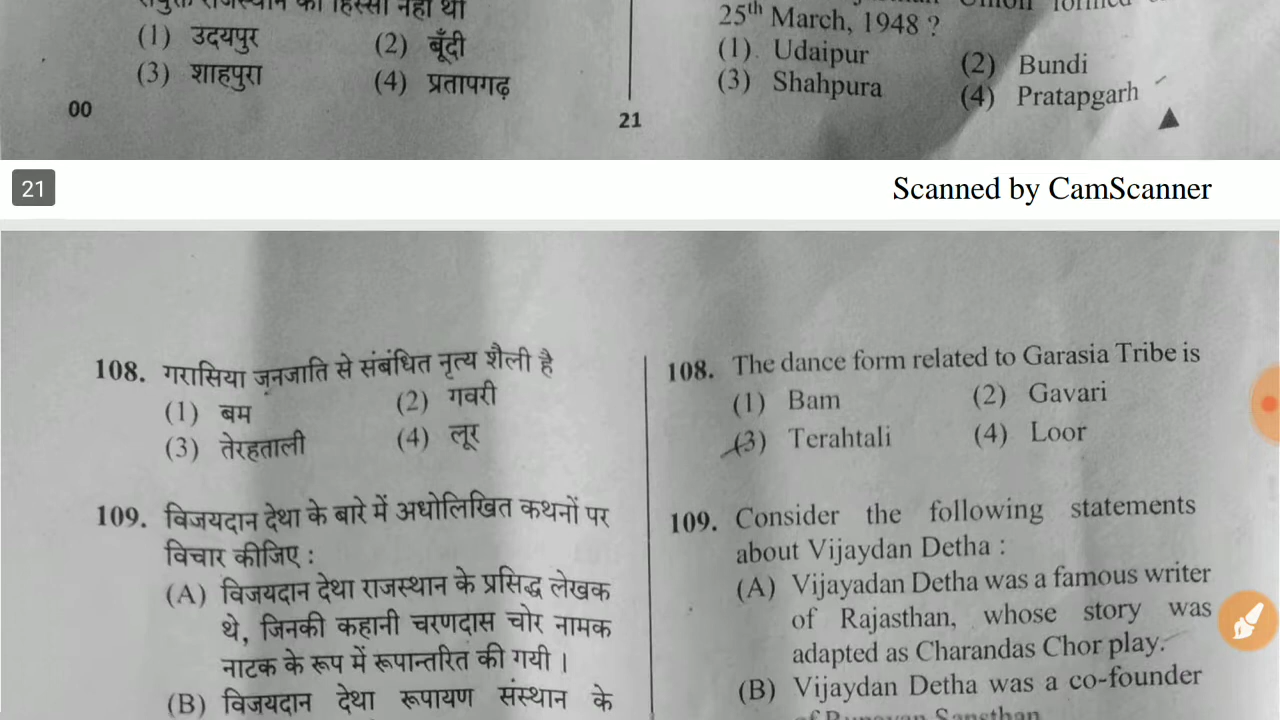 राजस्थान का हिस्सा नहीं था
(1) उदयपुर (2) बूँदी
(3) शाहपुरा (4) प्रतापगढ़
00
Union formed
25th March, 1948 ?
(1) Udaipur (2) Bundi
(3) Shahpura (4) Pratapgarh
21
21
Scanned by CamScanner
108. गरासिया जनजाति से संबंधित नृत्य शैली है
(1) बम (2) गवरी
(3) तेरहताली (4) लूर
109. विजयदान देथा के बारे में अधोलिखित कथनों पर
विचार कीजिए :
(A) विजयदान देथा राजस्थान के प्रसिद्ध लेखक
थे, जिनकी कहानी चरणदास चोर नामक
नाटक के रूप में रूपान्तरित की गयी ।
(B) विजयदान देथा रूपायण संस्थान के
108. The dance form related to Garasia Tribe is
(1) Bam (2) Gavari
(3) Terahtali (4) Loor
109. Consider the following statements
about Vijaydan Detha :
(A) Vijayadan Detha was a famous writer
of Rajasthan, whose story was
adapted as Charandas Chor play.
(B) Vijaydan Detha was a co-founder